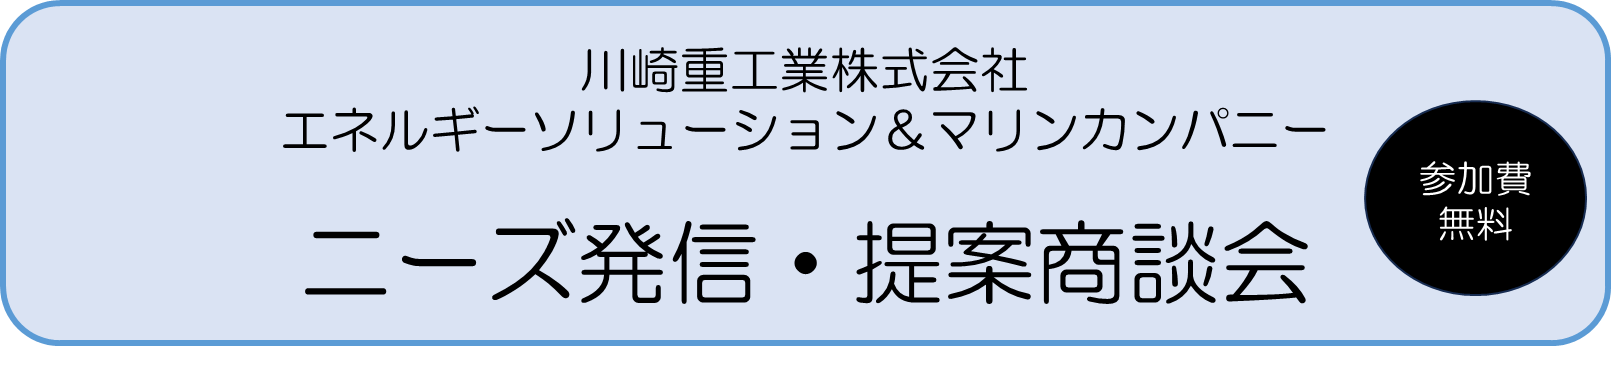 川崎重工業株式会社
エネルギーソリューション＆マリンカンパニー
ニーズ発信・提案商談会
参加費
無料